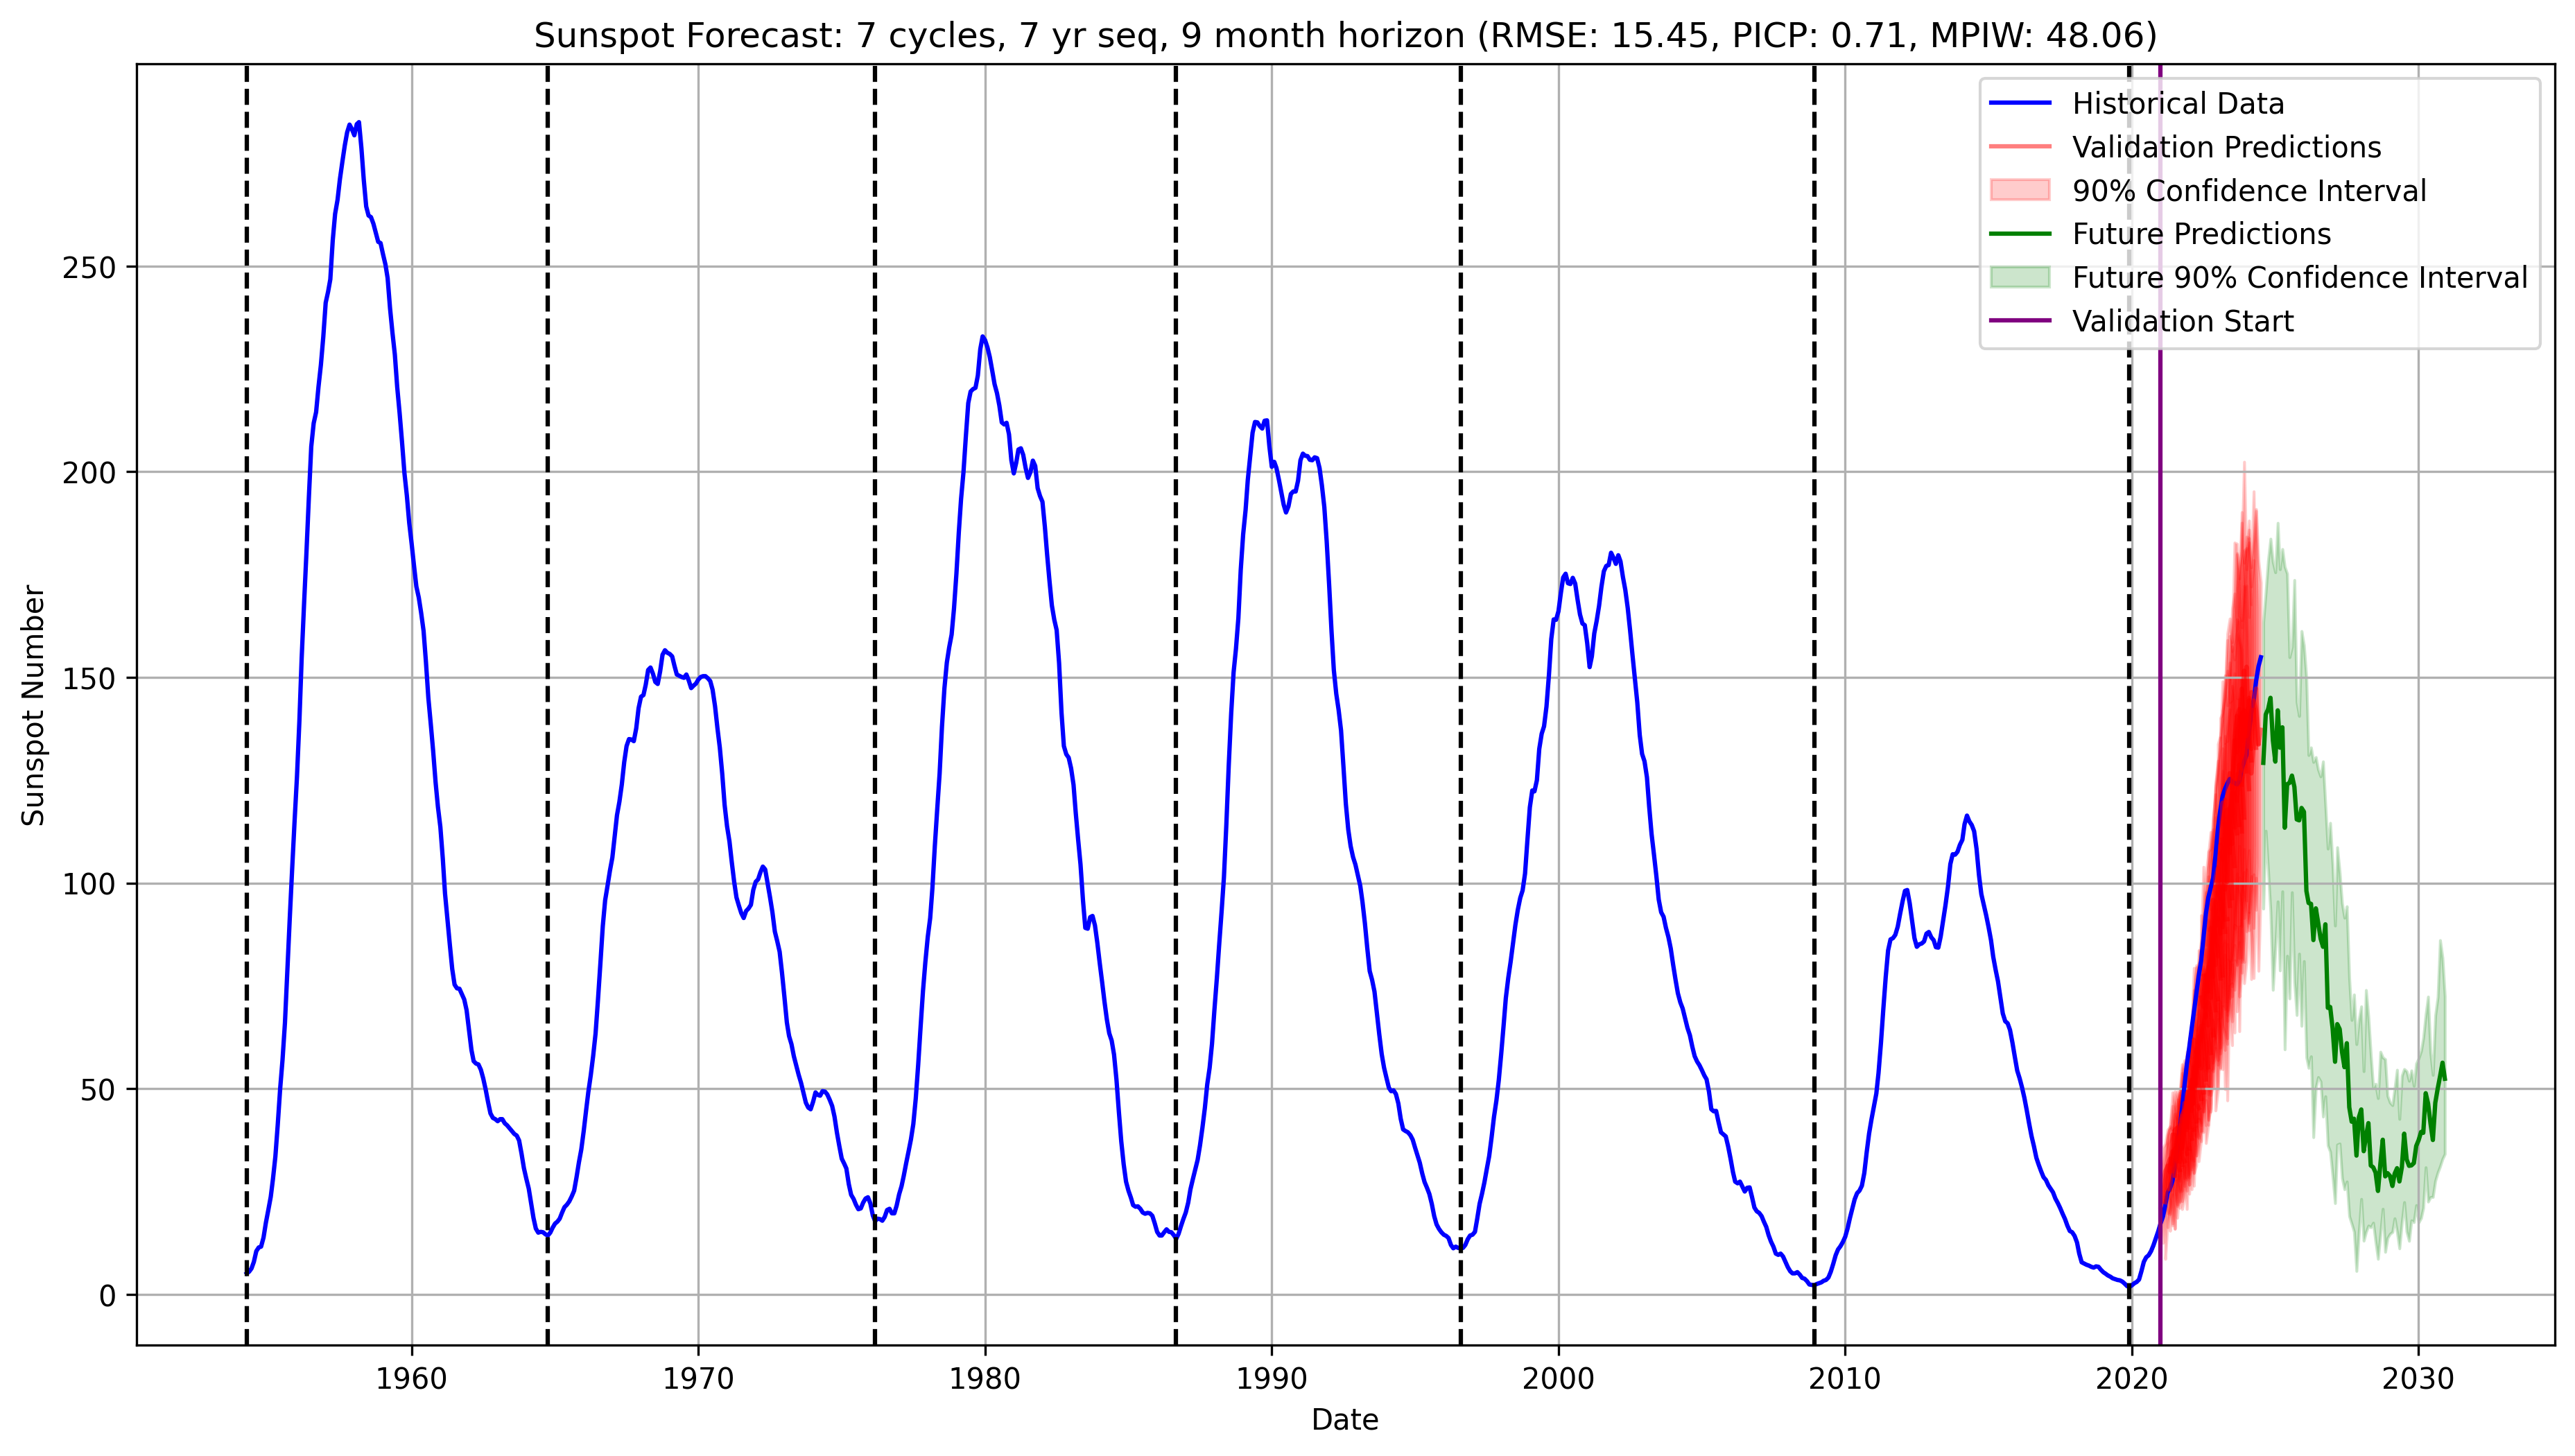 Sunspot Forecast: 7 cycles, 7 yr seq, 9 month horizon (RMSE: 15.45, PICP: 0.71, MPIW: 48.06)
Historical Data
Validation Predictions
90% Confidence Interval
Future Predictions
Future 90% Confidence Interval
Validation Start
Sunspot Number
250
200
150
100
50
0
1960 1970 1980 1990 2000 2010 2020 2030
Date